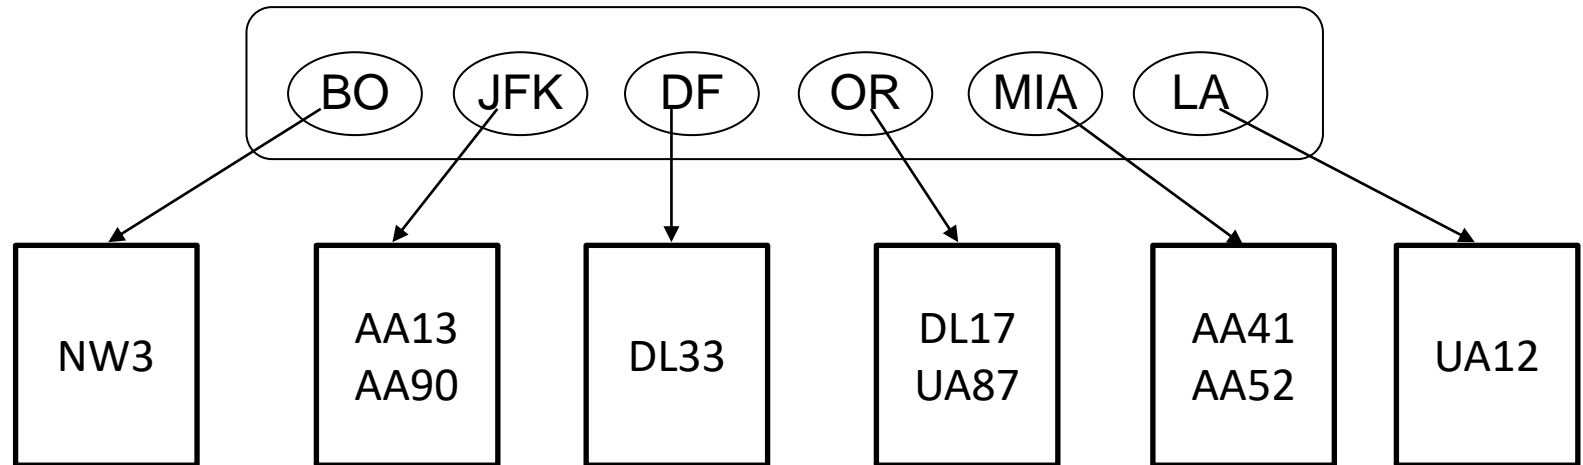 BO JFK DF OR MIA LA
NW3
AA13
AA90
DL33
DL17
UA87
AA41
AA52
UA12